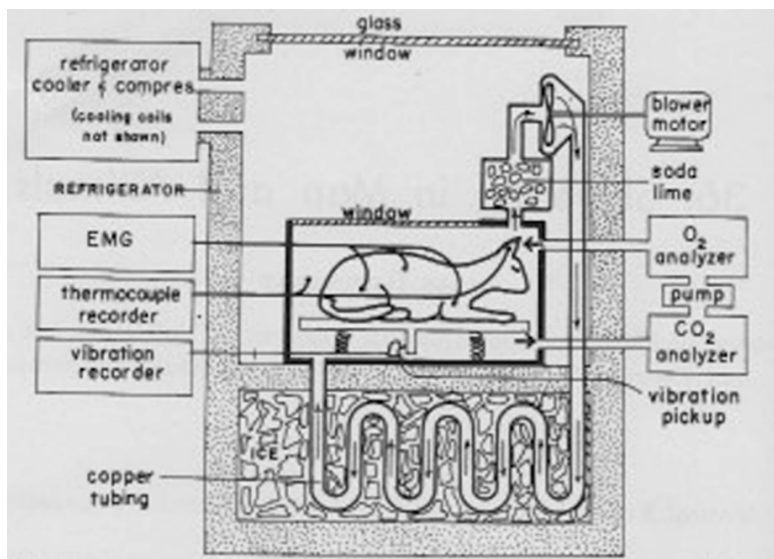 glass
window
refrigerator
cooler & compres
(cooling coils
not shown)
blower
motor
soda
lime
REFRIGERATOR
window
EMG
O2
analyzer
thermocouple
recorder
pump
CO2
analyzer
vibration
recorder
vibration
pickup
ICE
copper
tubing